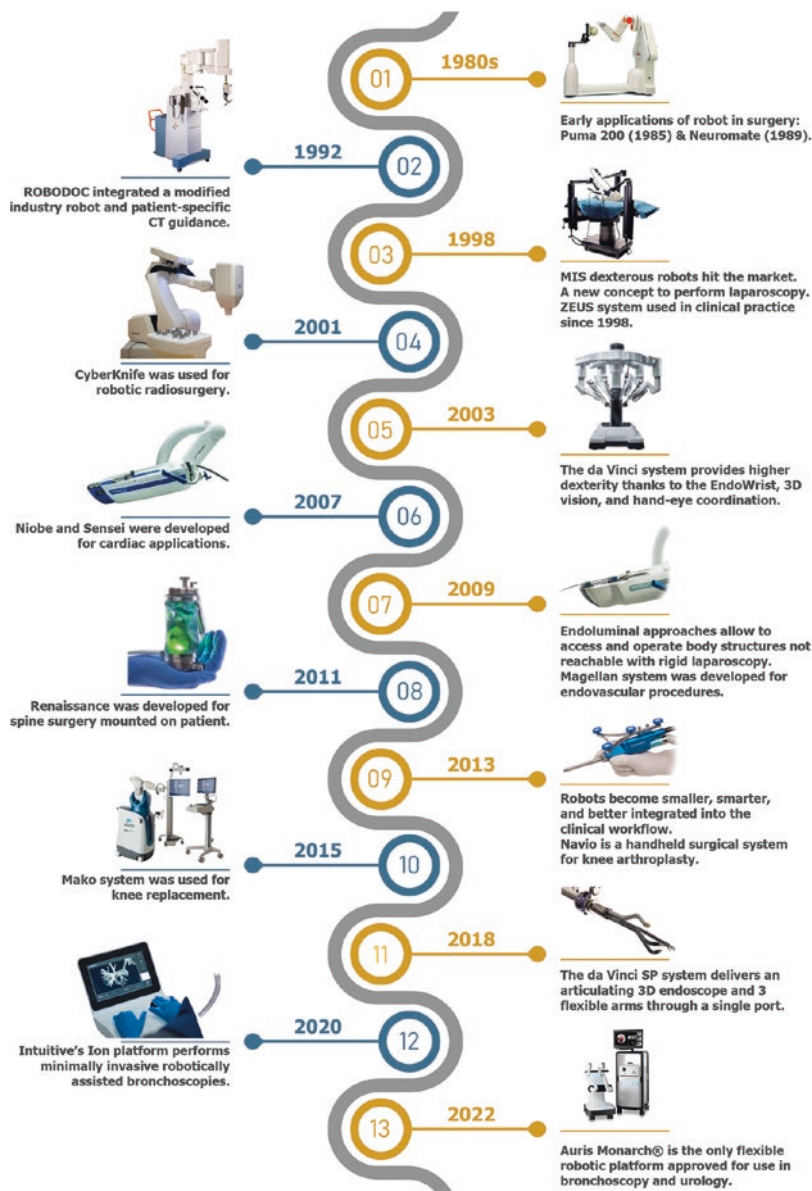 01
1980s
Early applications of robot in surgery:
Puma 200 (1985) & Neuromate (1989).
1992
02
ROBODOC integrated a modified
industry robot and patient-specific
CT guidance.
03
1998
MIS dexterous robots hit the market.
A new concept to perform laparoscopy.
ZEUS system used in clinical practice
since 1998.
2001
04
CyberKnife was used for
robotic radiosurgery.
05
2003
The da Vinci system provides higher
dexterity thanks to the EndoWrist, 3D
vision, and hand-eye coordination.
2007
06
Niobe and Sensei were developed
for cardiac applications.
07
2009
Endoluminal approaches allow to
access and operate body structures not
reachable with rigid laparoscopy.
Magellan system was developed for
endovascular procedures.
2011
08
Renaissance was developed for
spine surgery mounted on patient.
09
2013
Robots become smaller, smarter,
and better integrated into the
clinical workflow.
Navio is a handheld surgical system
for knee arthroplasty.
2015
10
Mako system was used for
knee replacement.
11
2018
The da Vinci SP system delivers an
articulating 3D endoscope and 3
flexible arms through a single port.
2020
12
Intuitive's Ion platform performs
minimally invasive robotically
assisted bronchoscopies.
13
2022
Auris Monarch® is the only flexible
robotic platform approved for use in
bronchoscopy and urology.